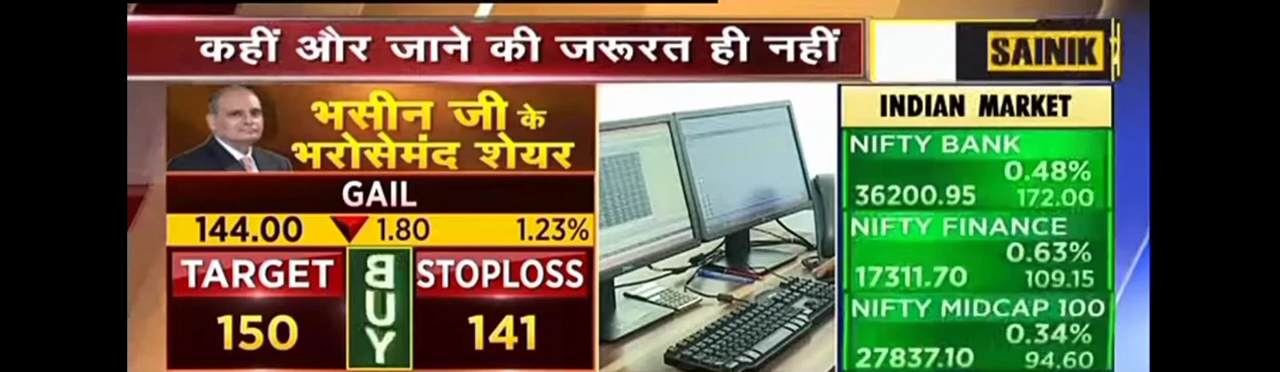 कहीं और जाने की जरूरत ही नहीं
SAINIK
भसीन जी के
भरोसेमंद शेयर
GAIL
144.00 1.80 1.23%
TARGET
BUY
STOPLOSS
150
141
INDIAN MARKET
NIFTY BANK
0.48%
36200.95 172.00
NIFTY FINANCE
0.63%
17311.70 109.15
NIFTY MIDCAP 100
0.34%
27837.10 94.60